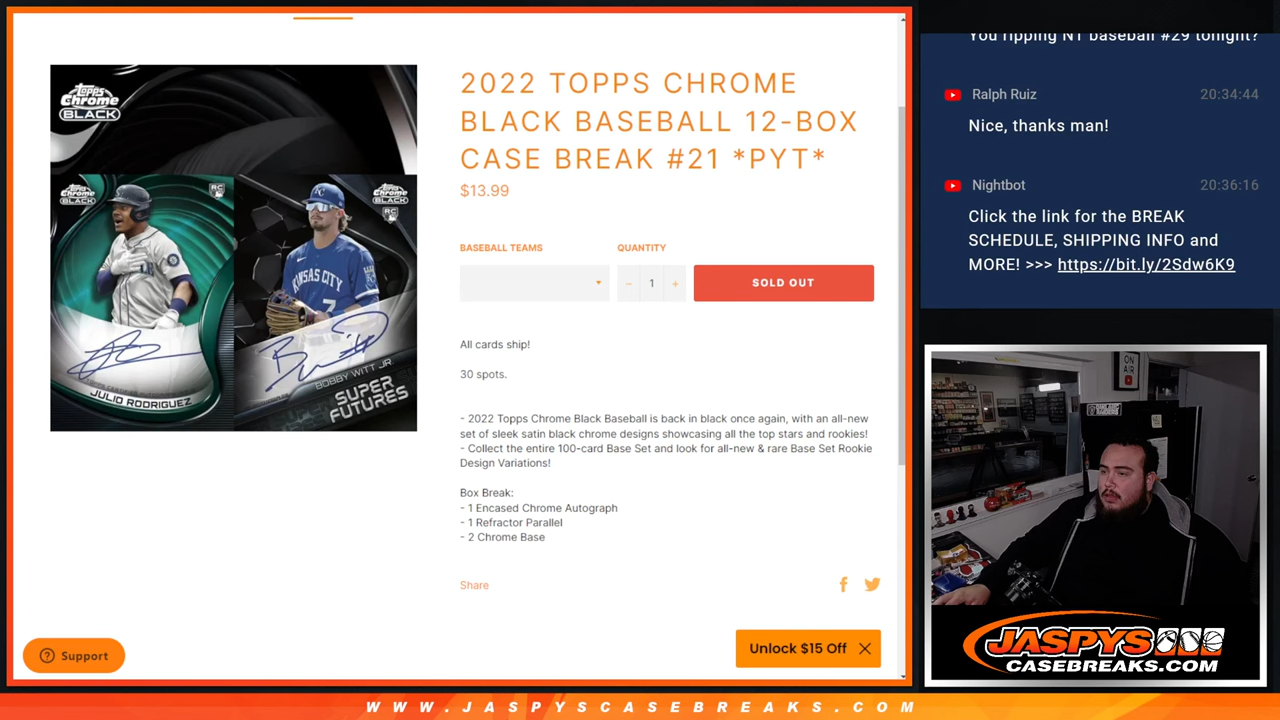 2022 TOPPS CHROME
BLACK BASEBALL 12-BOX
CASE BREAK #21 *PYT*
$13.99
BASEBALL TEAMS
QUANTITY
− 1 +
SOLD OUT
All cards ship!
30 spots.
- 2022 Topps Chrome Black Baseball is back in black once again, with an all-new
set of sleek satin black chrome designs showcasing all the top stars and rookies!
- Collect the entire 100-card Base Set and look for all-new & rare Base Set Rookie
Design Variations!
Box Break:
- 1 Encased Chrome Autograph
- 1 Refractor Parallel
- 2 Chrome Base
Share
Support
Unlock $15 Off
Topps
Chrome
BLACK
Topps
Chrome
BLACK
RC
JULIO RODRIGUEZ
Topps
Chrome
BLACK
RC
KANSAS CITY
7
BOBBY WITT JR.
SUPER
FUTURES
You ripping NT baseball #29 tonight?
Ralph Ruiz 20:34:44
Nice, thanks man!
Nightbot 20:36:16
Click the link for the BREAK
SCHEDULE, SHIPPING INFO and
MORE! >>> https://bit.ly/2Sdw6K9
ON
AIR
JASPYS
CASEBREAKS.COM
WWW.JASPYSCASEBREAKS.COM